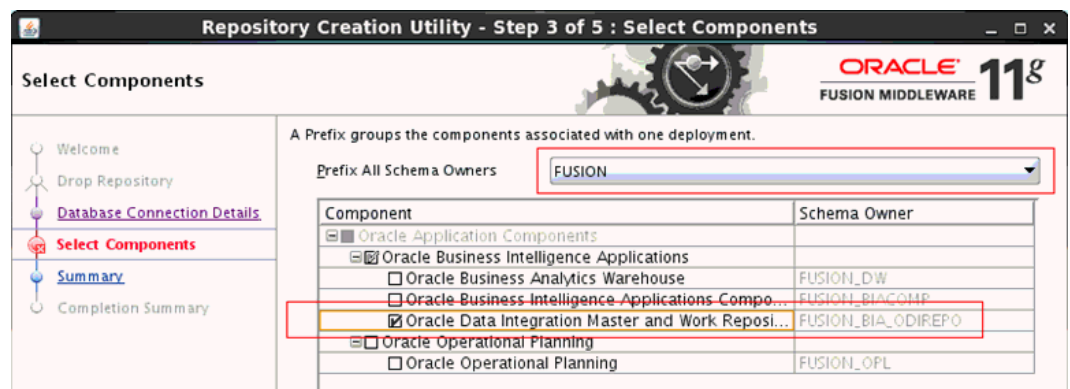 Repository Creation Utility - Step 3 of 5 : Select Components
Select Components
ORACLE 11g
FUSION MIDDLEWARE
Welcome
Drop Repository
Database Connection Details
Select Components
Summary
Completion Summary
A Prefix groups the components associated with one deployment.
Prefix All Schema Owners FUSION
Component Schema Owner
Oracle Application Components
Oracle Business Intelligence Applications
Oracle Business Analytics Warehouse FUSION_DW
Oracle Business Intelligence Applications Compo... FUSION_BIACOMP
Oracle Data Integration Master and Work Reposi... FUSION_BIA_ODIREPO
Oracle Operational Planning
Oracle Operational Planning FUSION_OPL